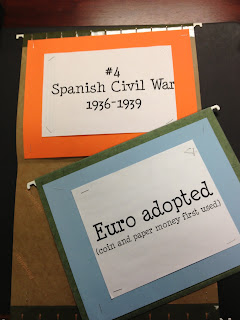 #4
Spanish Civil War
1936-1939
Euro adopted
(coin and paper money first used)